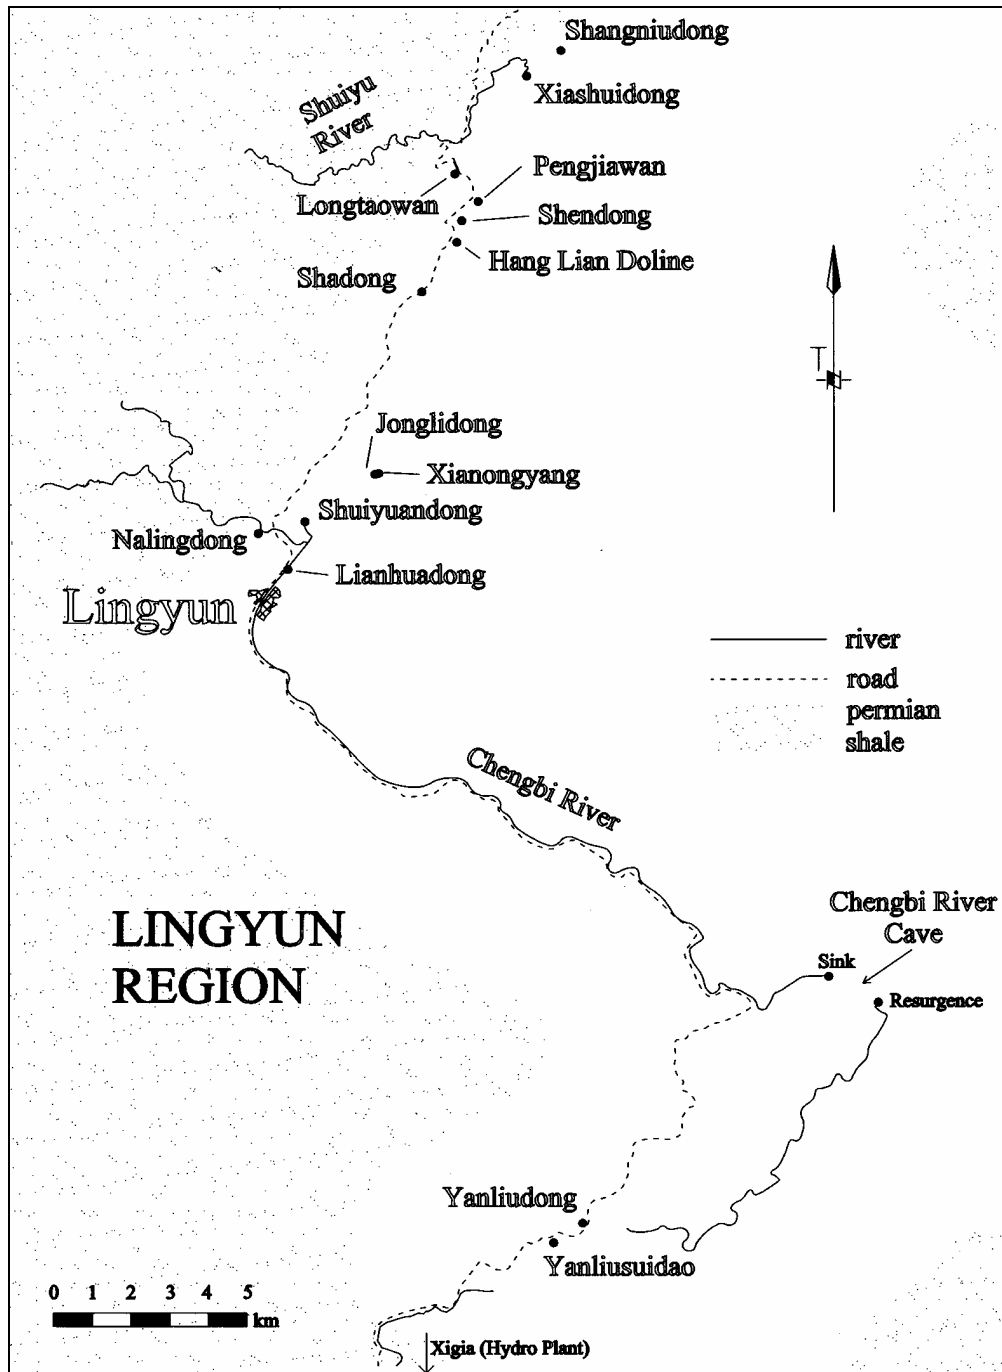 Shangniudong
Xiashuidong
Shuiyu
River
Pengjiawan
Longtaowan
Shendong
Hang Lian Doline
Shadong
T
Jonglidong
Xianongyang
Shuiyuandong
Nalingdong
Lianhuadong
Lingyun
river
road
permian
shale
Chengbi River
LINGYUN
REGION
Chengbi River
Cave
Sink
Resurgence
Yanliudong
Yanliusuidao
0 1 2 3 4 5
km
Xigia (Hydro Plant)